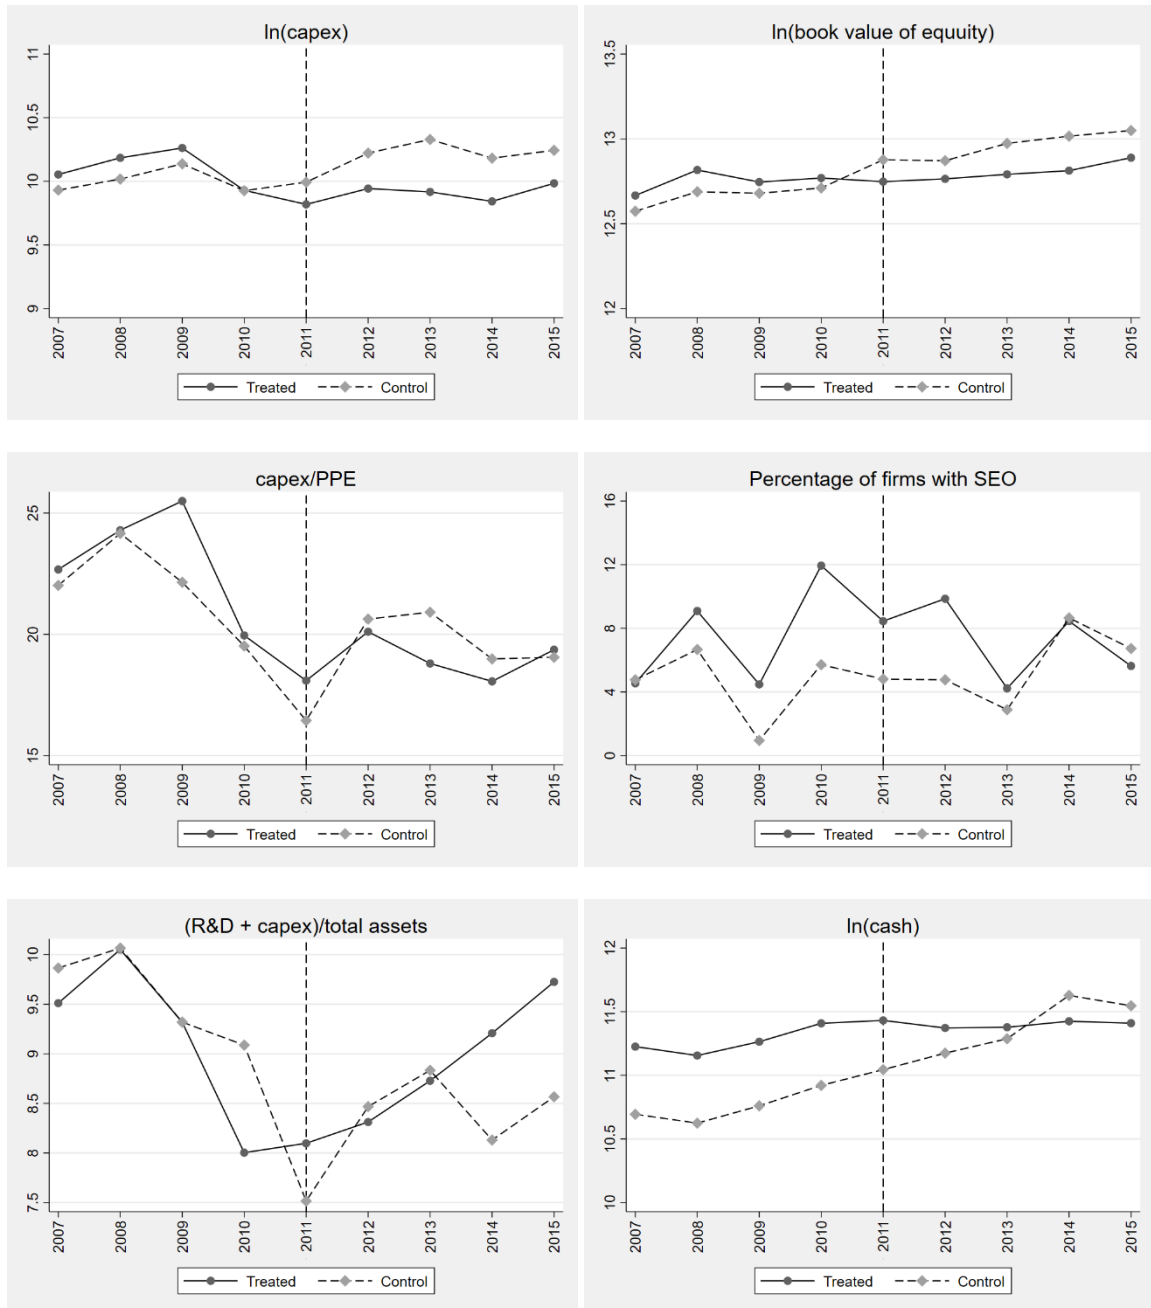 ln(capex)
11
10.5
10
9.5
9
2007 2008 2009 2010 2011 2012 2013 2014 2015
Treated Control
ln(book value of equuity)
13.5
13
12.5
12
2007 2008 2009 2010 2011 2012 2013 2014 2015
Treated Control
capex/PPE
25
20
15
2007 2008 2009 2010 2011 2012 2013 2014 2015
Treated Control
Percentage of firms with SEO
16
12
8
4
0
2007 2008 2009 2010 2011 2012 2013 2014 2015
Treated Control
(R&D + capex)/total assets
10
9.5
9
8.5
8
7.5
2007 2008 2009 2010 2011 2012 2013 2014 2015
Treated Control
ln(cash)
12
11.5
11
10.5
10
2007 2008 2009 2010 2011 2012 2013 2014 2015
Treated Control